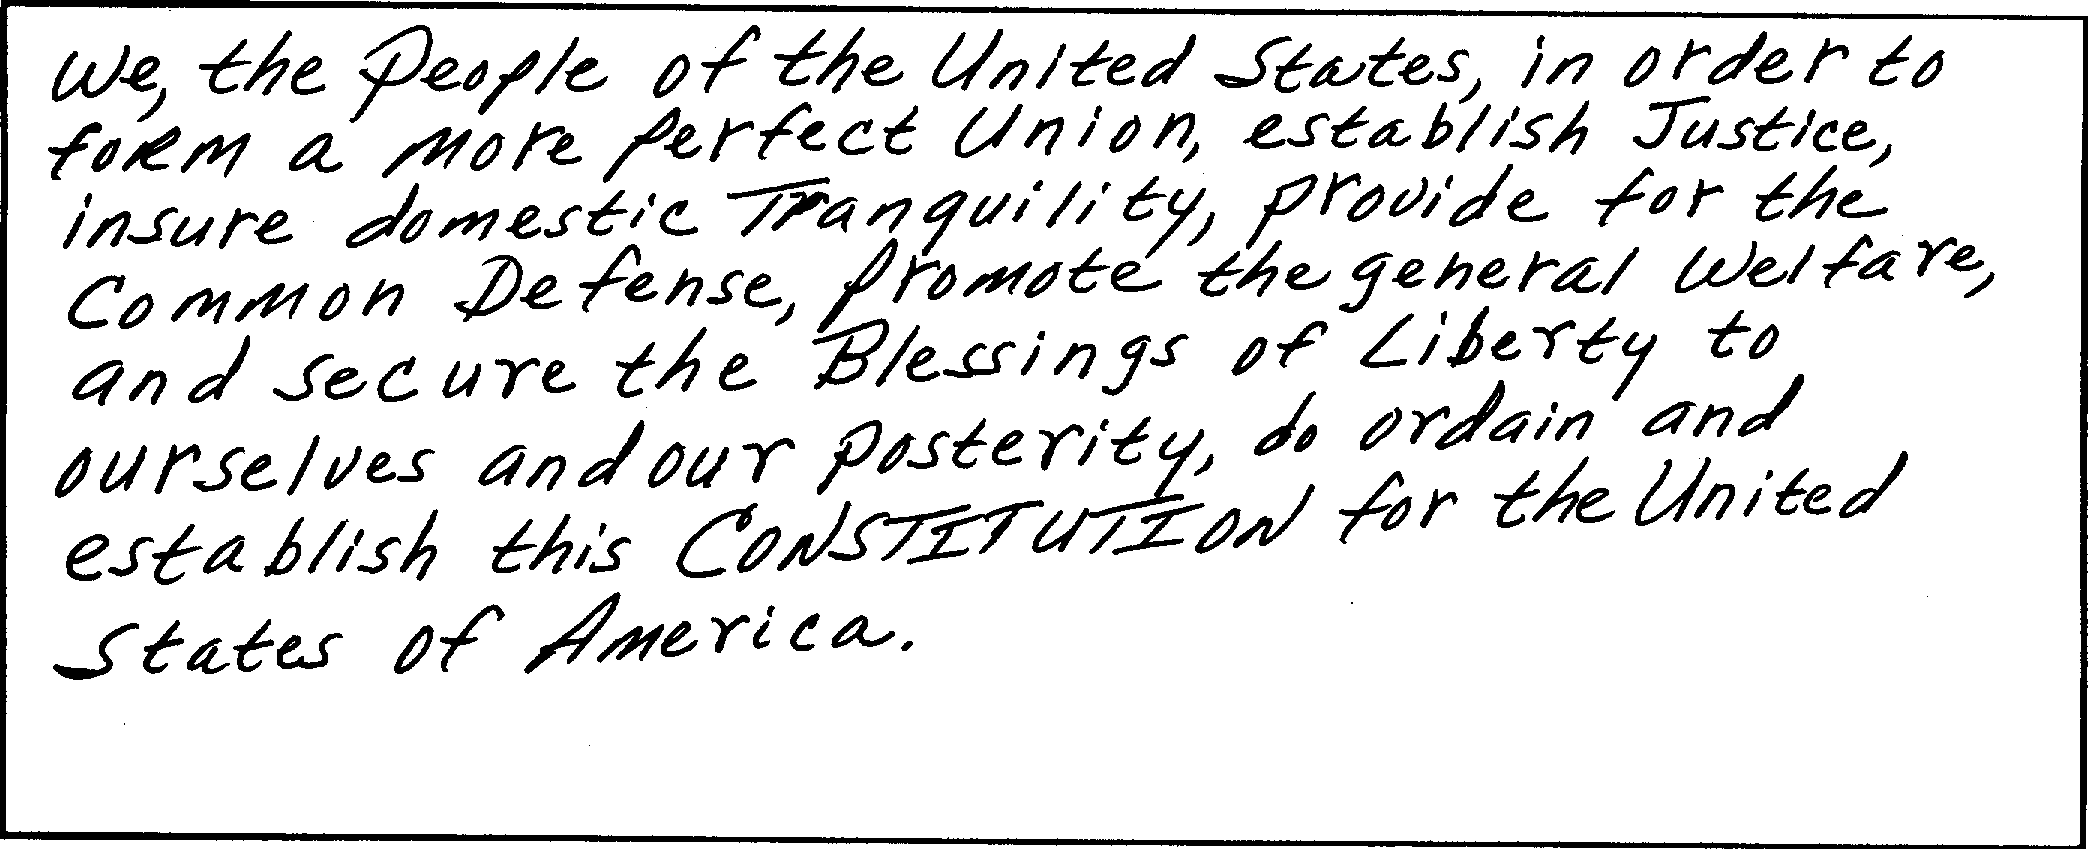 We, the People of the United States, in order to
form a more perfect Union, establish Justice,
insure domestic Tranquility, provide for the
Common Defense, promote the general Welfare,
and secure the Blessings of Liberty to
ourselves and our posterity, do ordain and
establish this CONSTITUTION for the United
States of America.